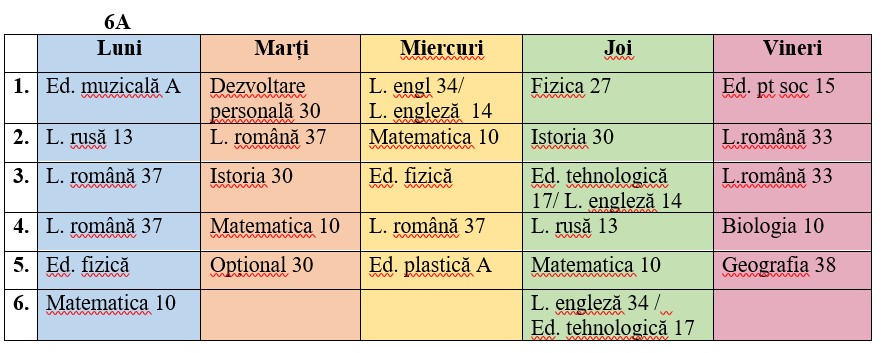 6A
Luni Marți Miercuri Joi Vineri
1. Ed. muzicală A Dezvoltare personală 30 L. engl 34/ L. engleză 14 Fizica 27 Ed. pt soc 15
2. L. rusă 13 L. română 37 Matematica 10 Istoria 30 L.română 33
3. L. română 37 Istoria 30 Ed. fizică Ed. tehnologică 17/ L. engleză 14 L.română 33
4. L. română 37 Matematica 10 L. română 37 L. rusă 13 Biologia 10
5. Ed. fizică Opțional 30 Ed. plastică A Matematica 10 Geografia 38
6. Matematica 10 L. engleză 34 / Ed. tehnologică 17